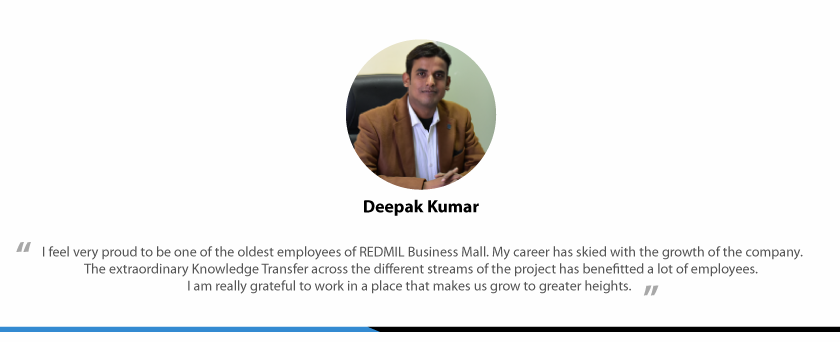 Deepak Kumar
“ I feel very proud to be one of the oldest employees of REDMIL Business Mall. My career has skied with the growth of the company.
The extraordinary Knowledge Transfer across the different streams of the project has benefitted a lot of employees.
I am really grateful to work in a place that makes us grow to greater heights. ”